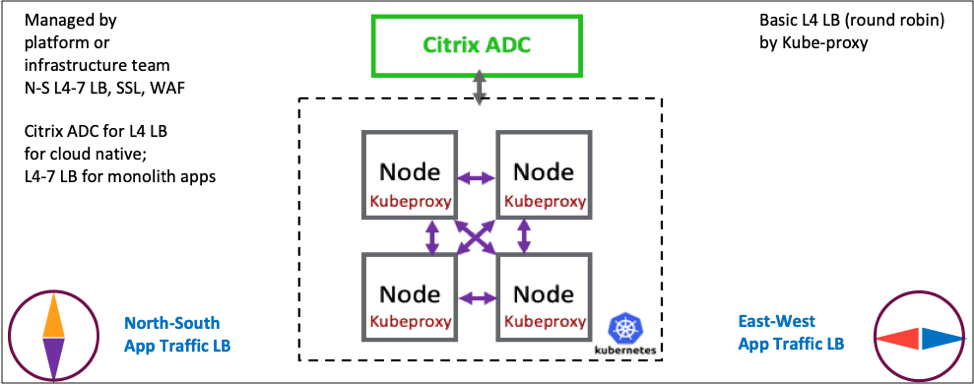 Managed by
platform or
infrastructure team
N-S L4-7 LB, SSL, WAF
Citrix ADC for L4 LB
for cloud native;
L4-7 LB for monolith apps
Citrix ADC
Basic L4 LB (round robin)
by Kube-proxy
Node
Kubeproxy
Node
Kubeproxy
Node
Kubeproxy
Node
Kubeproxy
kubernetes
North-South
App Traffic LB
East-West
App Traffic LB